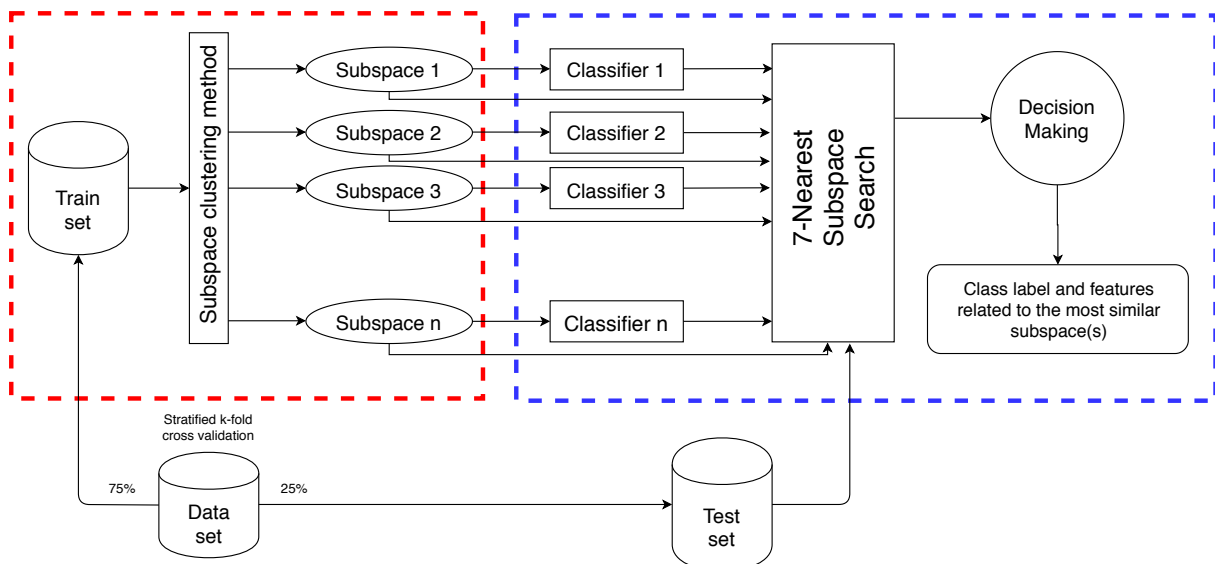 Subspace clustering method
Subspace 1
Classifier 1
Subspace 2
Classifier 2
Subspace 3
Classifier 3
Subspace n
Classifier n
Train
set
7-Nearest
Subspace
Search
Decision
Making
Class label and features
related to the most similar
subspace(s)
Stratified k-fold
cross validation
75%
Data
set
25%
Test
set